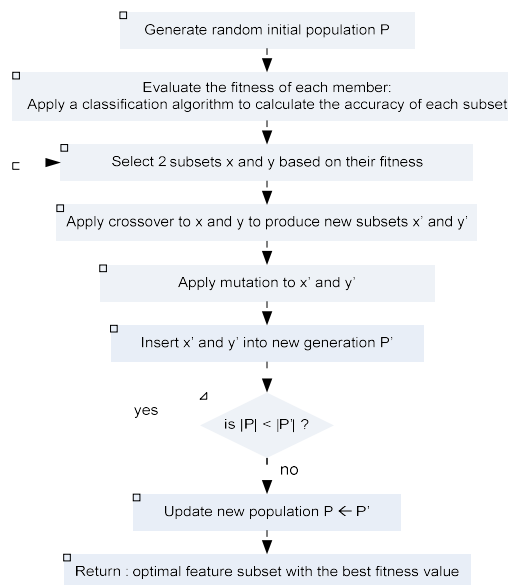 Generate random initial population P
Evaluate the fitness of each member:
Apply a classification algorithm to calculate the accuracy of each subset
Select 2 subsets x and y based on their fitness
Apply crossover to x and y to produce new subsets x' and y'
Apply mutation to x' and y'
Insert x' and y' into new generation P'
yes
is |P| < |P'| ?
no
Update new population P ← P'
Return : optimal feature subset with the best fitness value